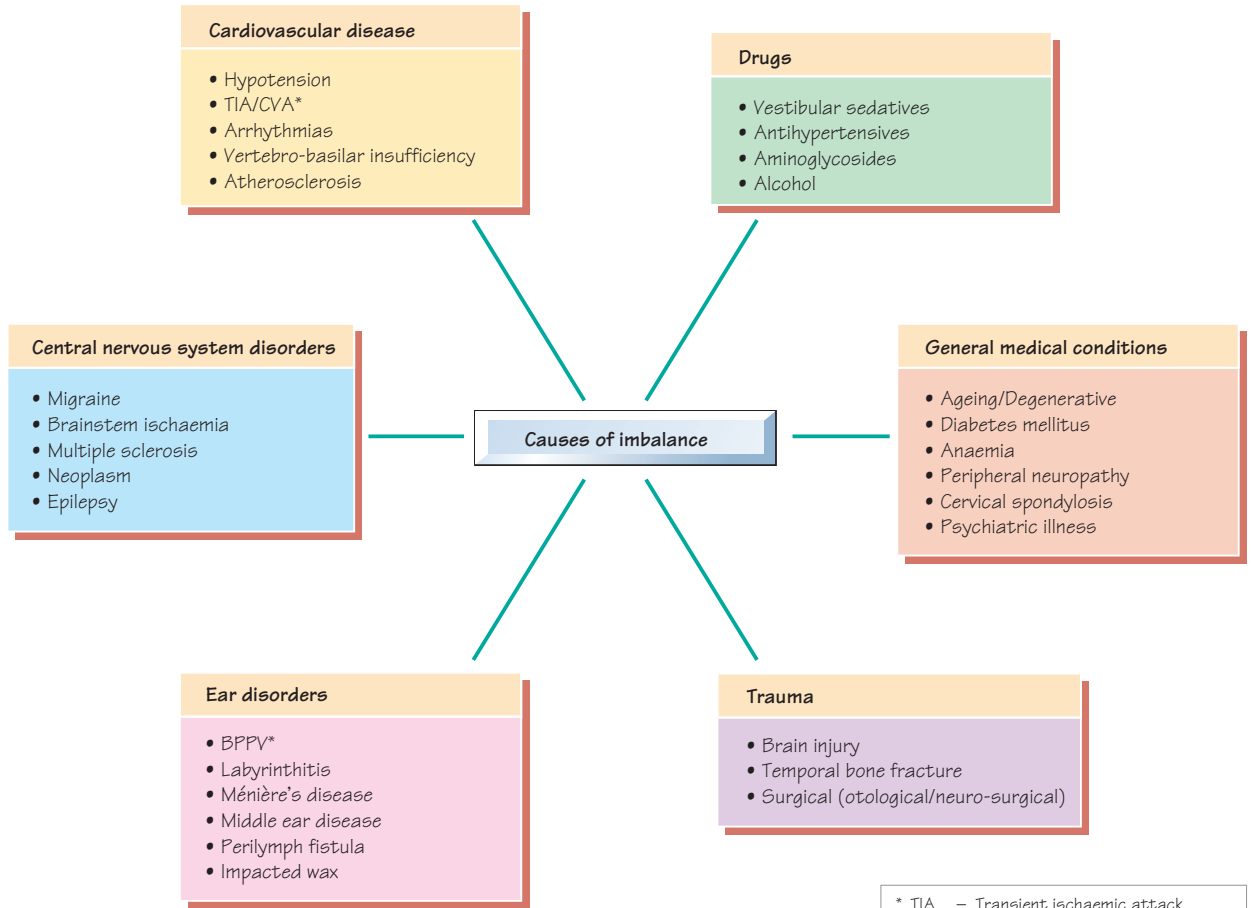 Cardiovascular disease
• Hypotension
• TIA/CVA*
• Arrhythmias
• Vertebro-basilar insufficiency
• Atherosclerosis
Drugs
• Vestibular sedatives
• Antihypertensives
• Aminoglycosides
• Alcohol
Central nervous system disorders
• Migraine
• Brainstem ischaemia
• Multiple sclerosis
• Neoplasm
• Epilepsy
Causes of imbalance
General medical conditions
• Ageing/Degenerative
• Diabetes mellitus
• Anaemia
• Peripheral neuropathy
• Cervical spondylosis
• Psychiatric illness
Ear disorders
• BPPV*
• Labyrinthitis
• Ménière's disease
• Middle ear disease
• Perilymph fistula
• Impacted wax
Trauma
• Brain injury
• Temporal bone fracture
• Surgical (otological/neuro-surgical)
* TIA – Transient ischaemic attack